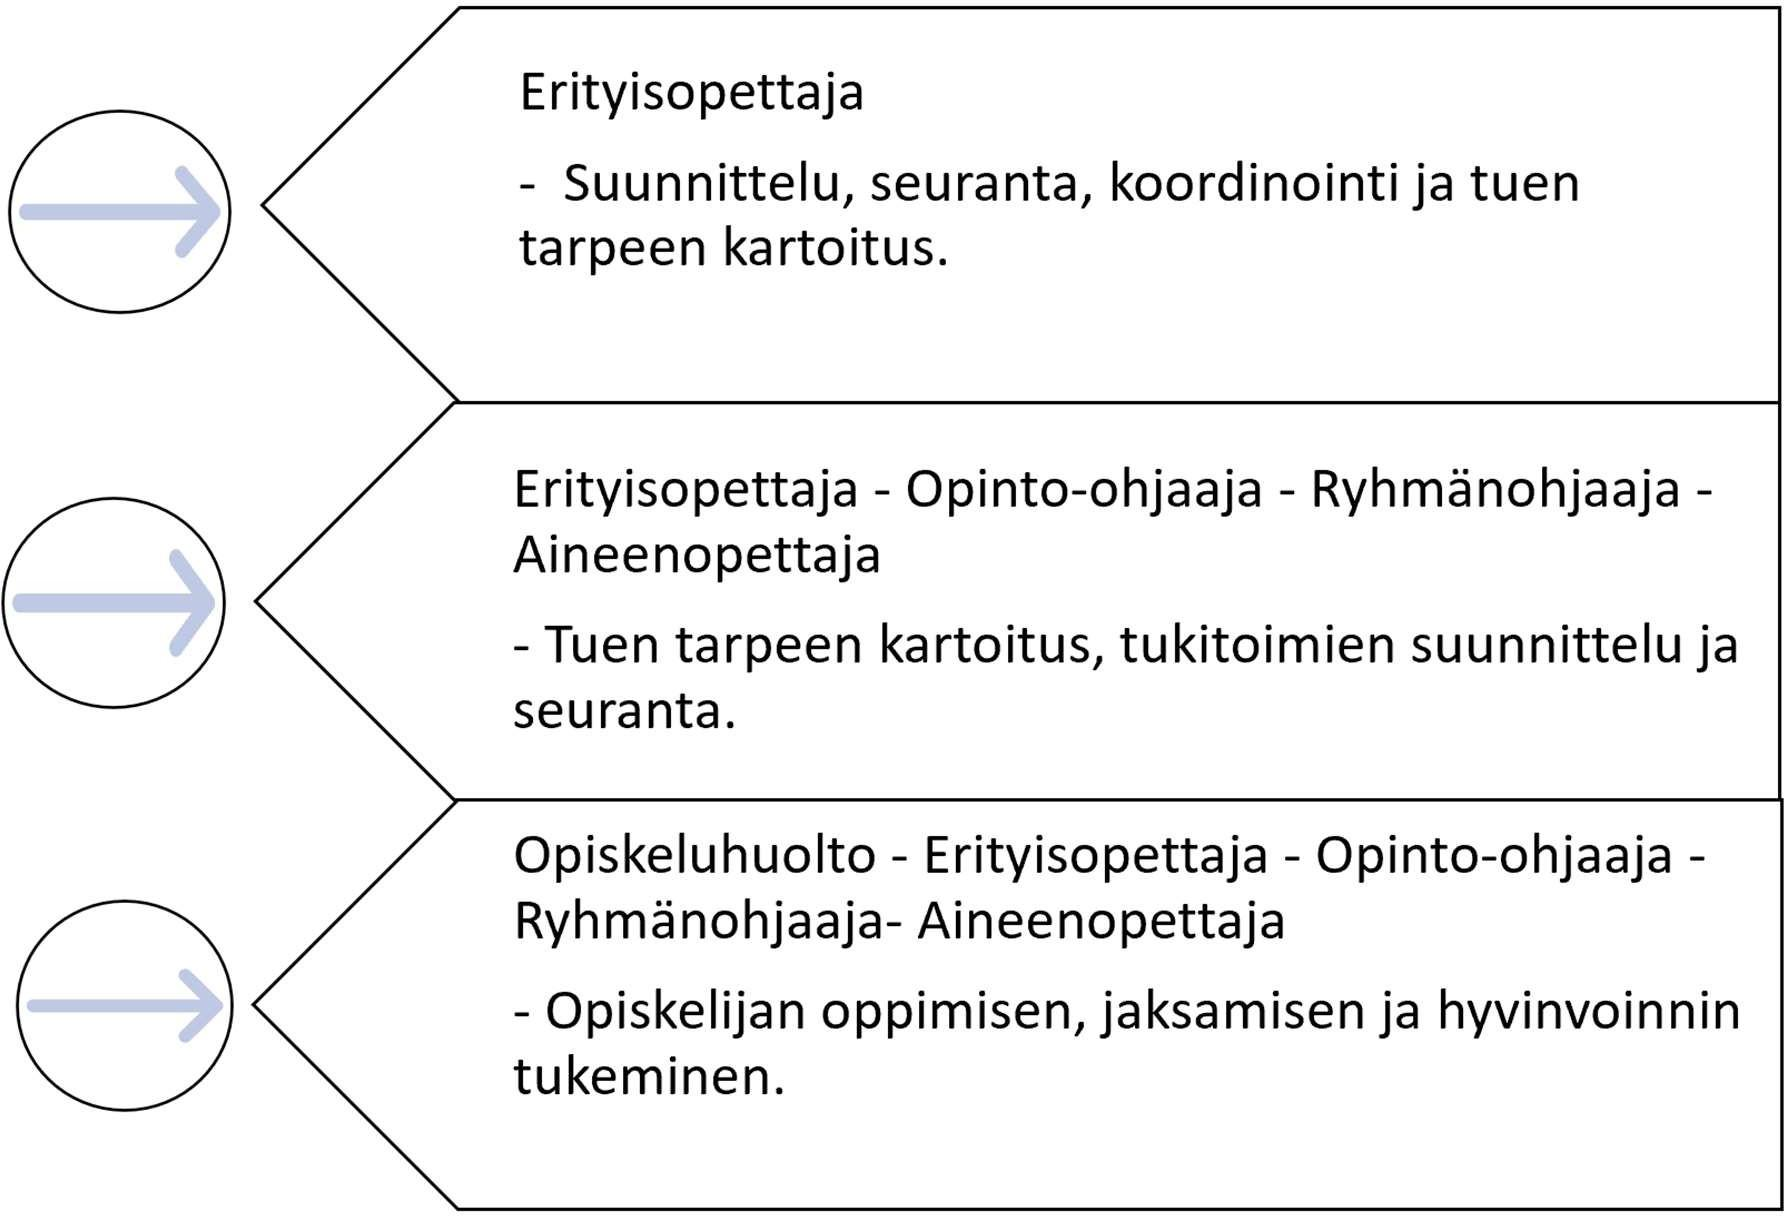 Erityisopettaja
- Suunnittelu, seuranta, koordinointi ja tuen
tarpeen kartoitus.
Erityisopettaja - Opinto-ohjaaja - Ryhmänohjaaja -
Aineenopettaja
- Tuen tarpeen kartoitus, tukitoimien suunnittelu ja
seuranta.
Opiskeluhuolto - Erityisopettaja - Opinto-ohjaaja -
Ryhmänohjaaja- Aineenopettaja
- Opiskelijan oppimisen, jaksamisen ja hyvinvoinnin
tukeminen.